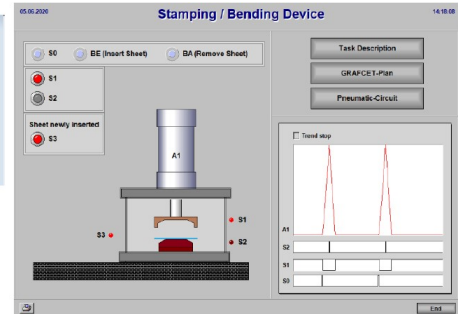 05.06.2020
Stamping / Bending Device
14:18:08
S0
BE (Insert Sheet)
BA (Remove Sheet)
S1
S2
Sheet newly inserted
S3
A1
S1
S3
S2
Task Description
GRAFCET-Plan
Pneumatic-Circuit
Trend stop
A1
S2
S1
S0
End